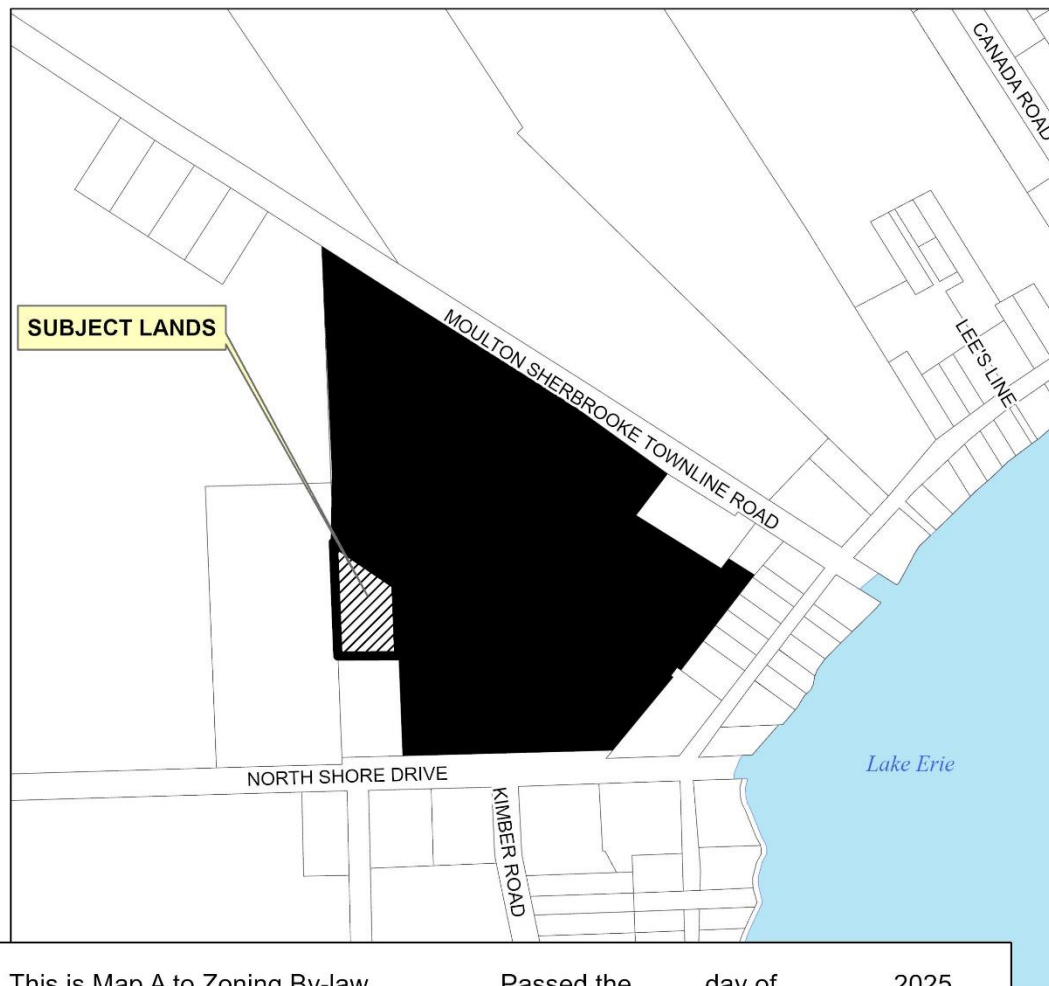 CANADA ROAD
SUBJECT LANDS
MOULTON SHERBROOKE TOWNLINE ROAD
LEE'S LINE
Lake Erie
NORTH SHORE DRIVE
KIMBER ROAD
This is Map A to Zoning By-law Passed the day of 2025